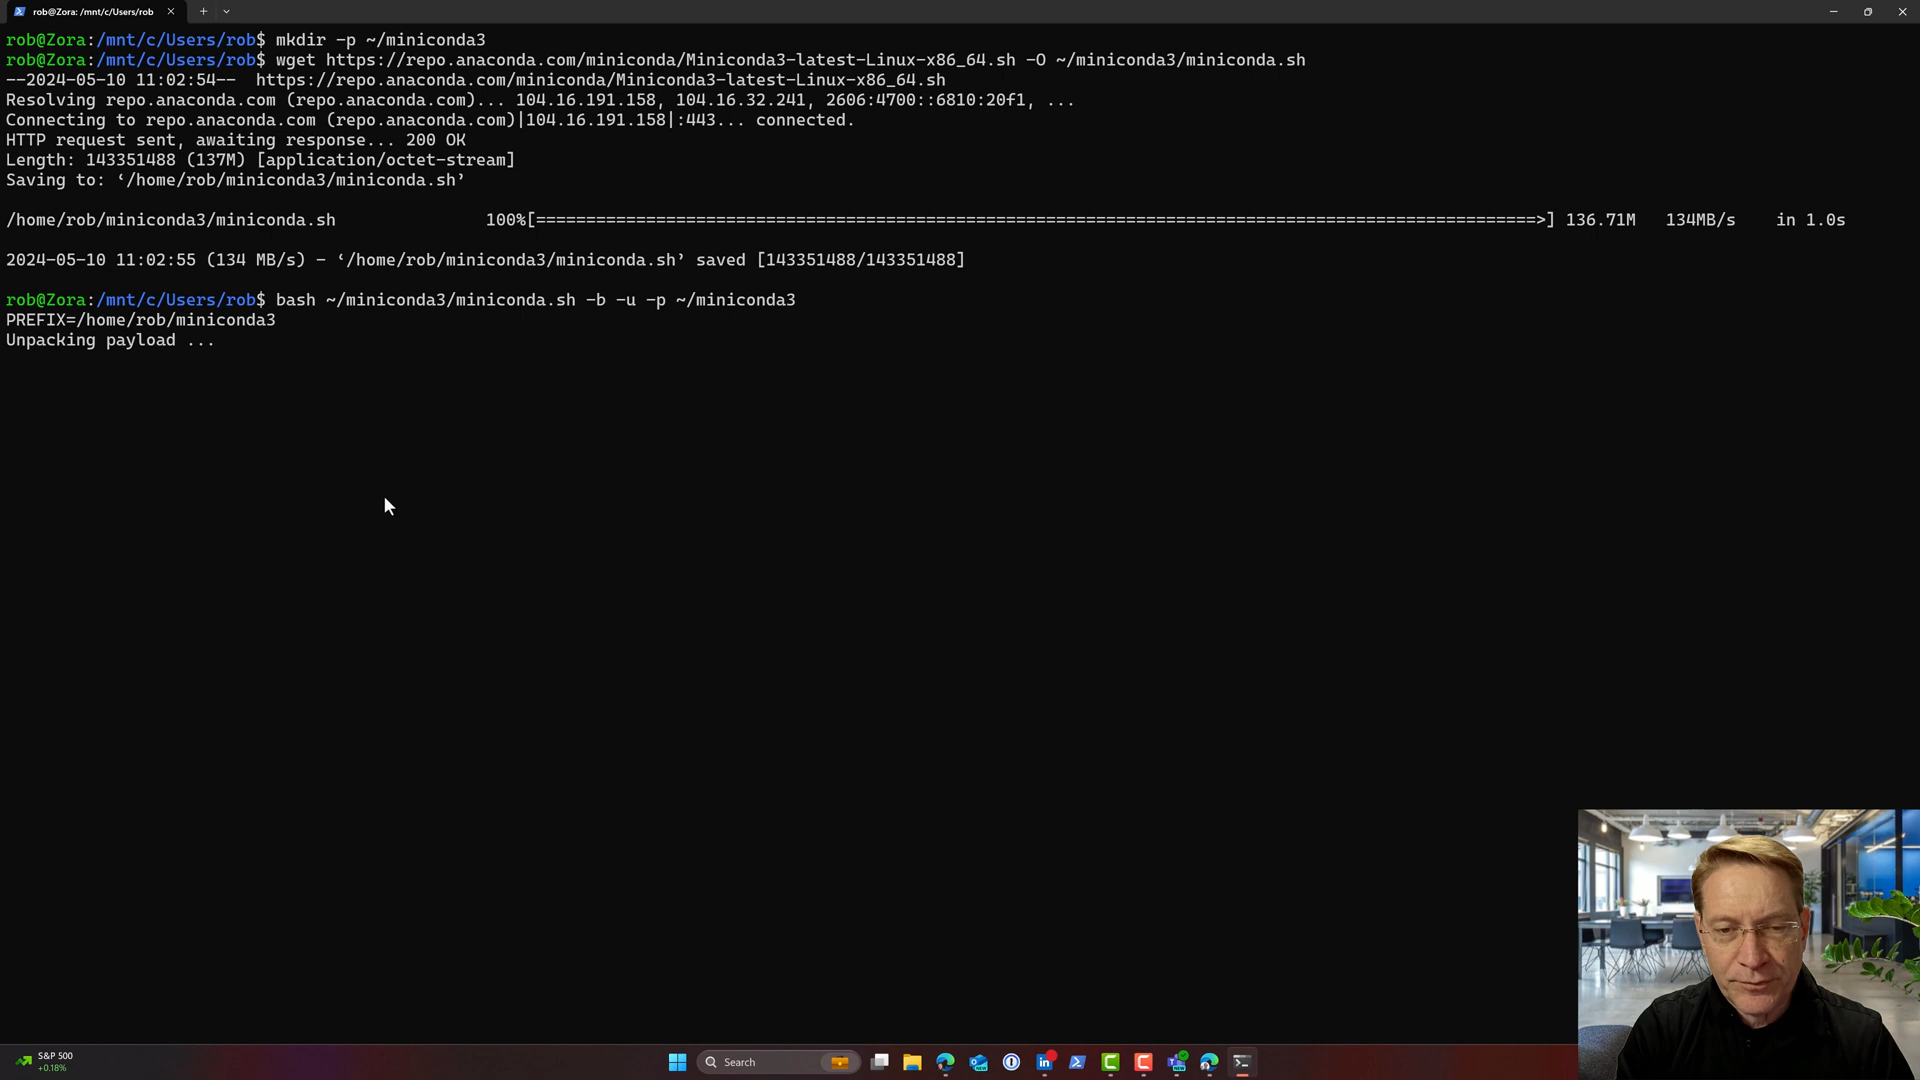 rob@Zora: /mnt/c/Users/rob
rob@Zora:/mnt/c/Users/rob$ mkdir -p ~/miniconda3
rob@Zora:/mnt/c/Users/rob$ wget https://repo.anaconda.com/miniconda/Miniconda3-latest-Linux-x86_64.sh -O ~/miniconda3/miniconda.sh
--2024-05-10 11:02:54--  https://repo.anaconda.com/miniconda/Miniconda3-latest-Linux-x86_64.sh
Resolving repo.anaconda.com (repo.anaconda.com)... 104.16.191.158, 104.16.32.241, 2606:4700::6810:20f1, ...
Connecting to repo.anaconda.com (repo.anaconda.com)|104.16.191.158|:443... connected.
HTTP request sent, awaiting response... 200 OK
Length: 143351488 (137M) [application/octet-stream]
Saving to: ‘/home/rob/miniconda3/miniconda.sh’
/home/rob/miniconda3/miniconda.sh 100%[====================================================================================================>] 136.71M 134MB/s in 1.0s
2024-05-10 11:02:55 (134 MB/s) - ‘/home/rob/miniconda3/miniconda.sh’ saved [143351488/143351488]
rob@Zora:/mnt/c/Users/rob$ bash ~/miniconda3/miniconda.sh -b -u -p ~/miniconda3
PREFIX=/home/rob/miniconda3
Unpacking payload ...
S&P 500
+0.18%
Search